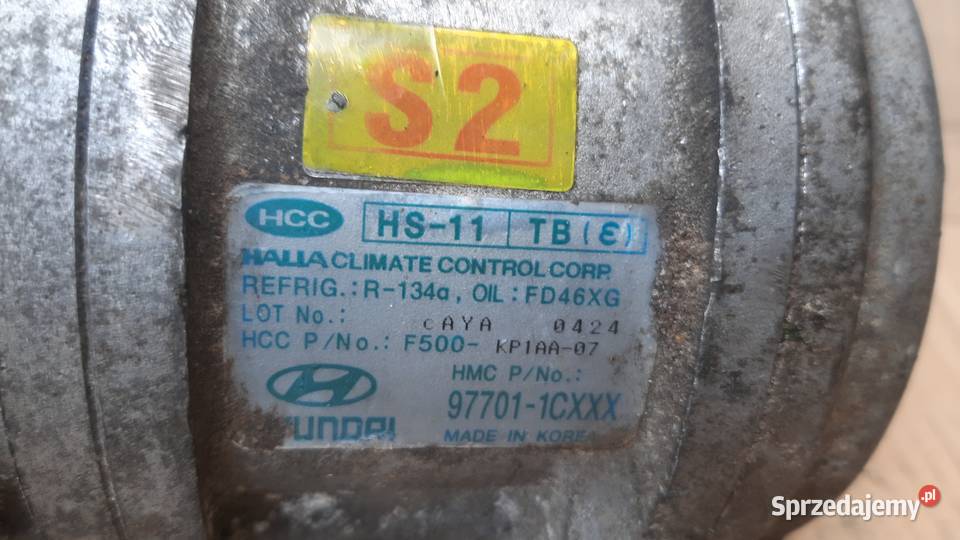 S2
HCC HS-11 TB(ε)
HALLA CLIMATE CONTROL CORP.
REFRIG.: R-134a, OIL: FD46XG
LOT No.: cAYA 0424
HCC P/No.: F500-KP1AA-07
HMC P/No.:
97701-1CXXX
HYUNDAI
MADE IN KOREA
Sprzedajemy.pl